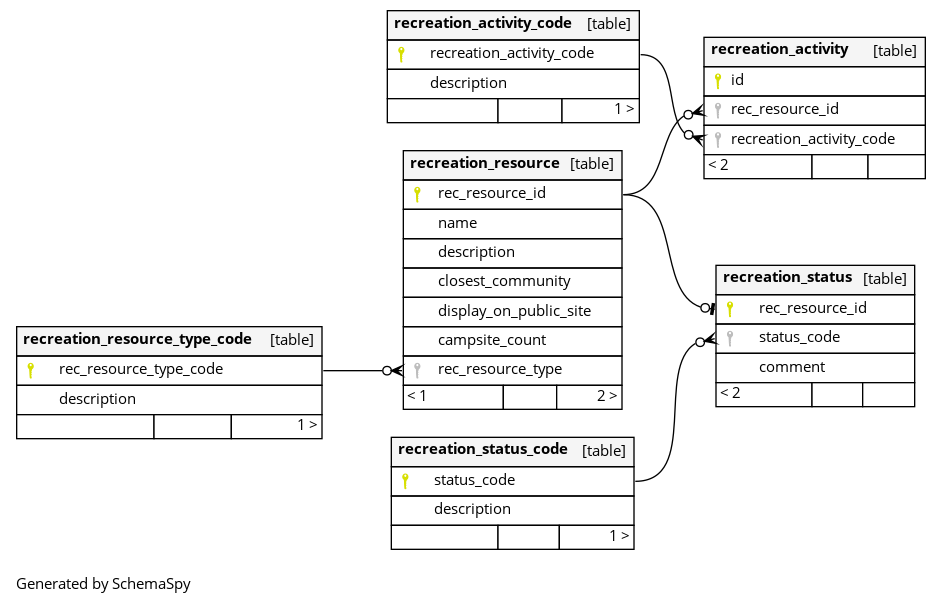 recreation_activity_code [table]
recreation_activity_code
description
1 >
recreation_activity [table]
id
rec_resource_id
recreation_activity_code
< 2
recreation_resource [table]
rec_resource_id
name
description
closest_community
display_on_public_site
campsite_count
rec_resource_type
< 1 2 >
recreation_status [table]
rec_resource_id
status_code
comment
< 2
recreation_resource_type_code [table]
rec_resource_type_code
description
1 >
recreation_status_code [table]
status_code
description
1 >
Generated by SchemaSpy